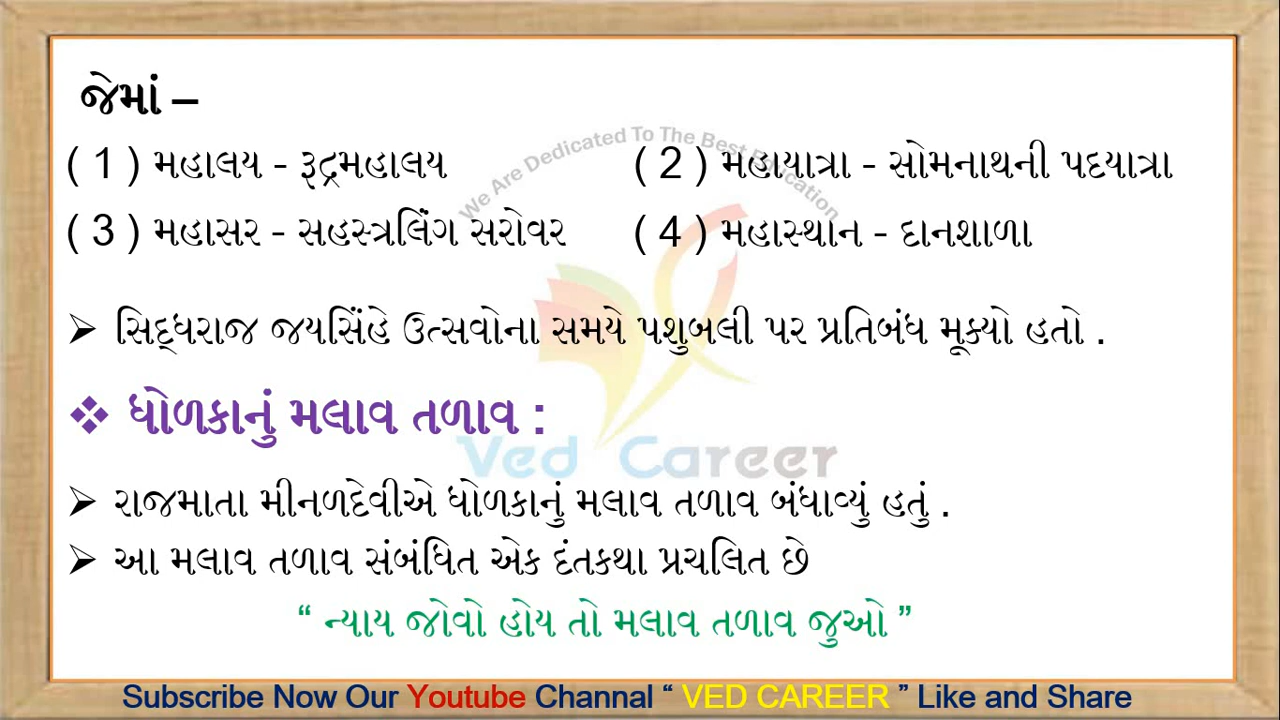 જેમાં –
( 1 ) મહાલય - રૂદ્રમહાલય ( 2 ) મહાયાત્રા - સોમનાથની પદયાત્રા
( 3 ) મહાસર - સહસ્ત્રલિંગ સરોવર ( 4 ) મહાસ્થાન - દાનશાળા
➢ સિદ્ધરાજ જયસિંહે ઉત્સવોના સમયે પશુબલી પર પ્રતિબંધ મૂક્યો હતો .
❖ ધોળકાનું મલાવ તળાવ :
➢ રાજમાતા મીનળદેવીએ ધોળકાનું મલાવ તળાવ બંધાવ્યું હતું .
➢ આ મલાવ તળાવ સંબંધિત એક દંતકથા પ્રચલિત છે
“ ન્યાય જોવો હોય તો મલાવ તળાવ જુઓ ”
We Are Dedicated To The Best Education
Ved Career
Subscribe Now Our Youtube Channal “ VED CAREER ” Like and Share